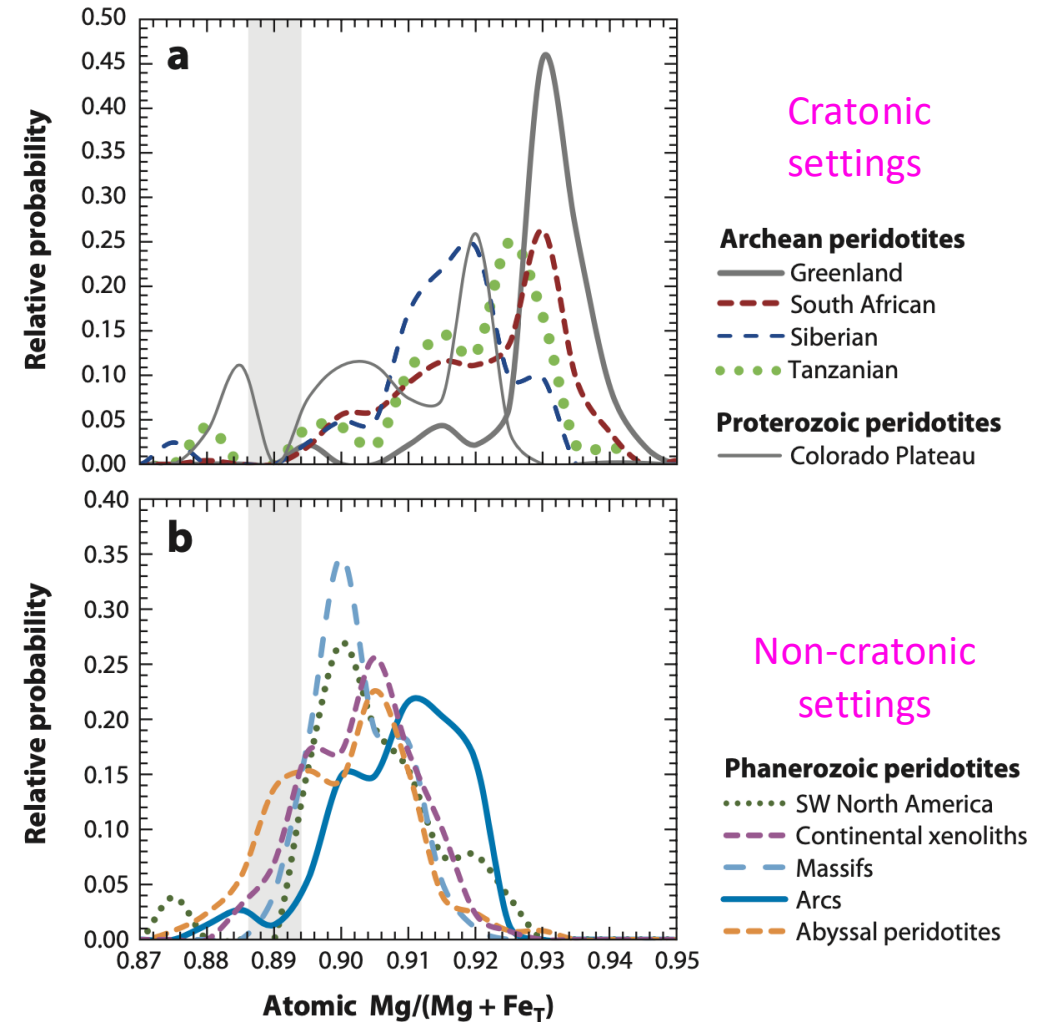 a
0.50
0.45
0.40
0.35
0.30
0.25
0.20
0.15
0.10
0.05
0.00
Relative probability
Cratonic
settings
Archean peridotites
Greenland
South African
Siberian
Tanzanian
Proterozoic peridotites
Colorado Plateau
b
0.40
0.35
0.30
0.25
0.20
0.15
0.10
0.05
0.00
Relative probability
0.87 0.88 0.89 0.90 0.91 0.92 0.93 0.94 0.95
Atomic Mg/(Mg + FeT)
Non-cratonic
settings
Phanerozoic peridotites
SW North America
Continental xenoliths
Massifs
Arcs
Abyssal peridotites